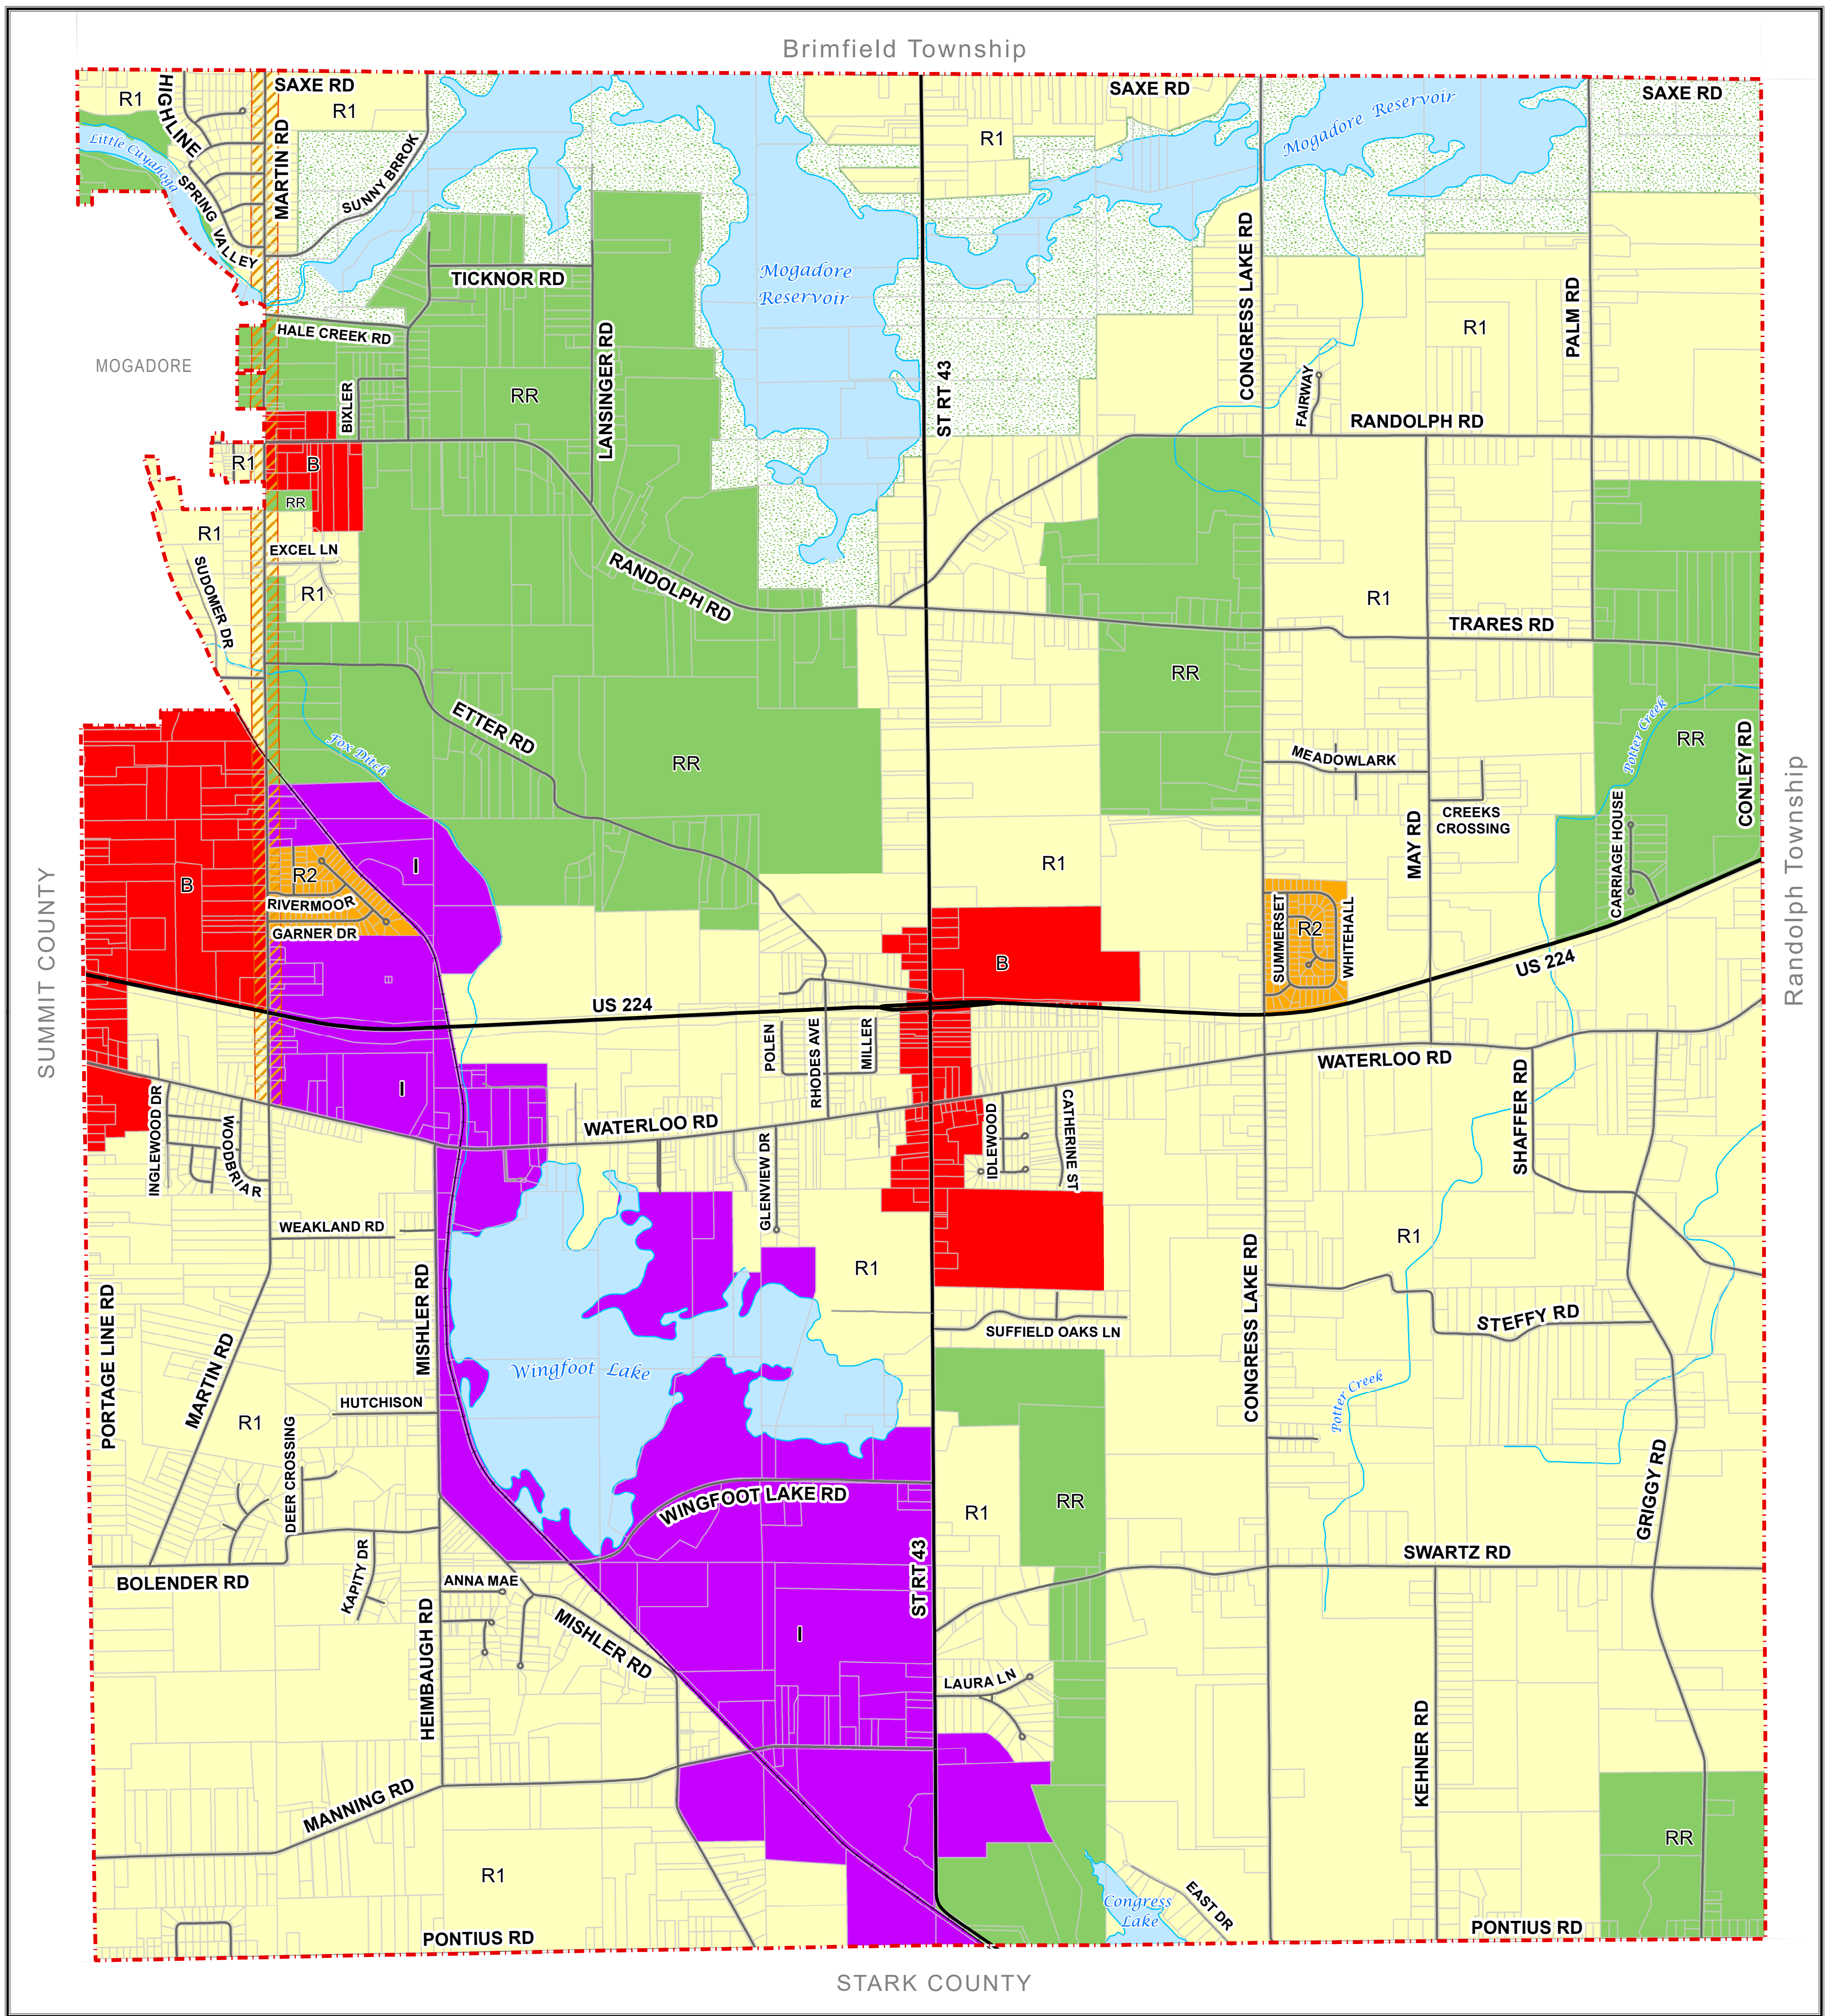 Brimfield Township
SAXE RD
R1
HIGHLINE
R1
MARTIN RD
Little Cuyahoga
SPRING
VALLEY
SUNNY BRROK
SAXE RD
R1
SAXE RD
Mogadore Reservoir
TICKNOR RD
Mogadore
Reservoir
CONGRESS LAKE RD
PALM RD
R1
HALE CREEK RD
MOGADORE
BIXLER
RR
LANSINGER RD
ST RT 43
FAIRWAY
RANDOLPH RD
R1
B
RR
R1
EXCEL LN
R1
SUDOMER DR
RANDOLPH RD
R1
TRARES RD
RR
ETTER RD
Fox Ditch
RR
MEADOWLARK
CREEKS
CROSSING
MAY RD
Potter Creek
RR
CONLEY RD
CARRIAGE HOUSE
Randolph Township
SUMMIT COUNTY
B
R2
RIVERMOOR
GARNER DR
I
R1
B
SUMMERSET
R2
WHITEHALL
US 224
US 224
POLEN
RHODES AVE
MILLER
WATERLOO RD
I
INGLEWOOD DR
WOODBRIAR
WATERLOO RD
GLENVIEW DR
IDLEWOOD
CATHERINE ST
SHAFFER RD
WEAKLAND RD
R1
R1
PORTAGE LINE RD
MARTIN RD
MISHLER RD
CONGRESS LAKE RD
SUFFIELD OAKS LN
STEFFY RD
Wingfoot Lake
HUTCHISON
R1
DEER CROSSING
Potter Creek
WINGFOOT LAKE RD
R1
RR
GRIGGY RD
SWARTZ RD
BOLENDER RD
KAPITY DR
ANNA MAE
HEIMBAUGH RD
MISHLER RD
ST RT 43
I
LAURA LN
KEHNER RD
MANNING RD
R1
RR
Congress
Lake
EAST DR
PONTIUS RD
PONTIUS RD
STARK COUNTY